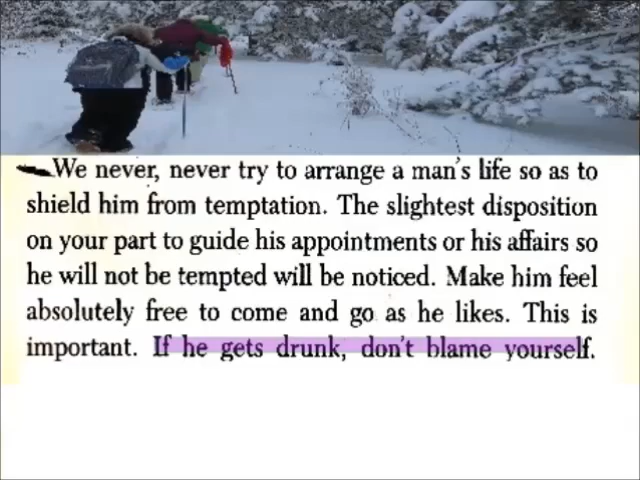 We never, never try to arrange a man's life so as to
shield him from temptation. The slightest disposition
on your part to guide his appointments or his affairs so
he will not be tempted will be noticed. Make him feel
absolutely free to come and go as he likes. This is
important. If he gets drunk, don't blame yourself.